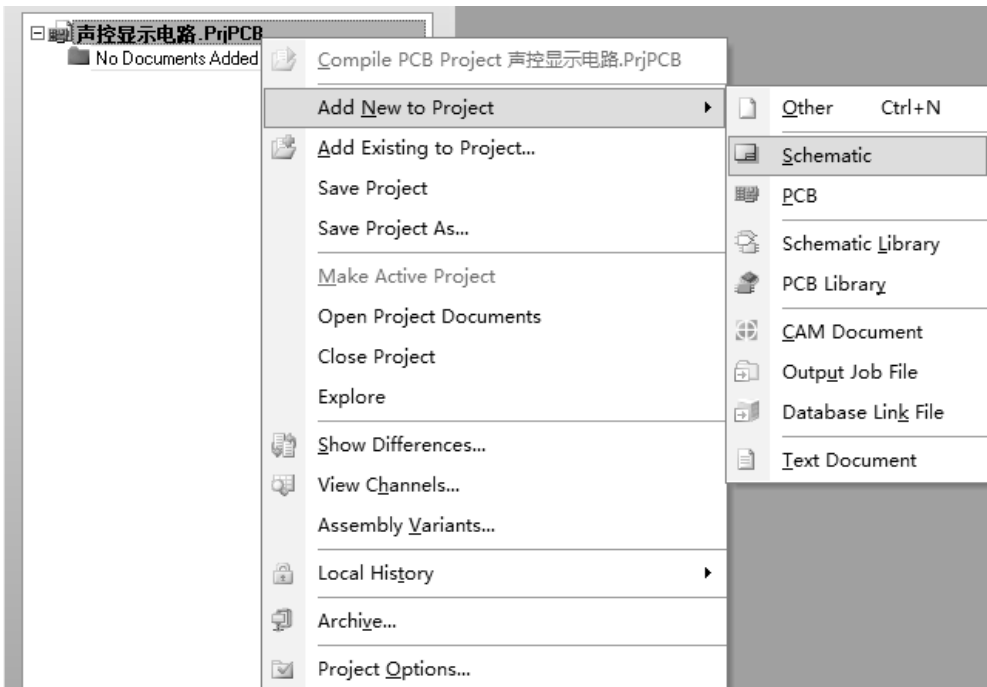 声控显示电路.PrjPCB
No Documents Added
Compile PCB Project 声控显示电路.PrjPCB
Add New to Project
Add Existing to Project...
Save Project
Save Project As...
Make Active Project
Open Project Documents
Close Project
Explore
Show Differences...
View Channels...
Assembly Variants...
Local History
Archive...
Project Options...
Other Ctrl+N
Schematic
PCB
Schematic Library
PCB Library
CAM Document
Output Job File
Database Link File
Text Document